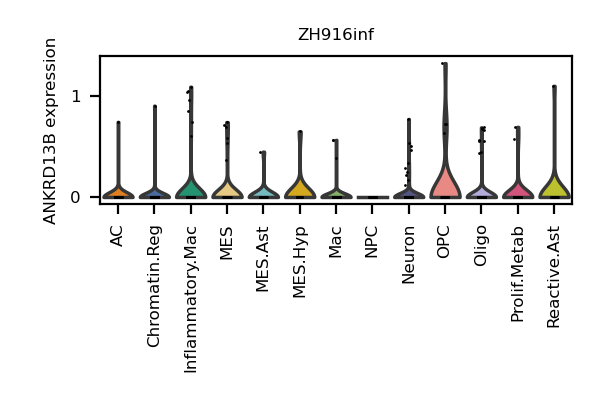 ZH916inf
ANKRD13B expression
1
0
AC
Chromatin.Reg
Inflammatory.Mac
MES
MES.Ast
MES.Hyp
Mac
NPC
Neuron
OPC
Oligo
Prolif.Metab
Reactive.Ast